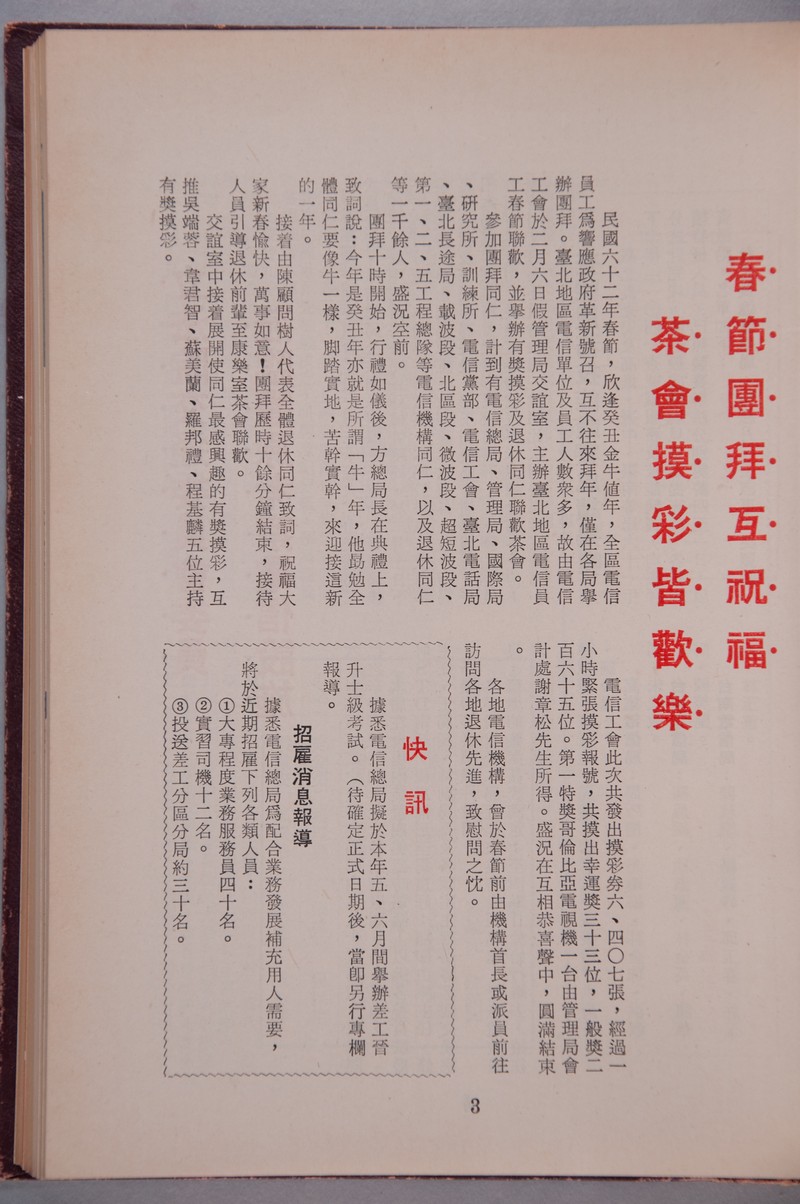 春·節·團·拜·互·祝·福·
茶·會·摸·彩·皆·歡·樂·
民國六十二年春節，欣逢癸丑金牛値年，全區電信
員工爲響應政府革新號召，互不往來拜年，僅在各局舉
辦團拜。臺北地區電信單位及員工人數衆多，故由電信
工會於二月六日假管理局交誼室，主辦臺北地區電信員
工春節聯歡，並舉辦有獎摸彩及退休同仁聯歡茶會。
參加團拜同仁，計到有電信總局、管理局、國際局
、研究所、訓練所、電信黨部、電信工會、臺北電話局
、臺北長途局、載波段、北區段、微波段、超短波段、
第一、二、五工程總隊等電信機構同仁，以及退休同仁
等一千餘人，盛況空前。
團拜十時開始，行禮如儀後，方總局長在典禮上，
致詞說：今年是癸丑年亦就是所謂「牛」年，他勗勉全
體同仁要像牛一樣，脚踏實地，苦幹實幹，來迎接這新
的一年。
接着由陳顧問樹人代表全體退休同仁致詞，祝福大
家新春愉快，萬事如意！團拜歷時十餘分鐘結束，接待
人員引導退休前輩至康樂室茶會聯歡。
交誼室中接着展開使同仁最感興趣的有獎摸彩，互
推吳端蓉、韋君智、蘇美蘭、羅邦禮、程基麟五位主持
有獎摸彩。
電信工會此次共發出摸彩券六、四〇七張，經過一
小時緊張摸彩報號，共摸出幸運獎三十三位，一般獎二
百六十五位。第一特獎哥倫比亞電視機一台由管理局會
計處謝章松先生所得。盛況在互相恭喜聲中，圓滿結束
。
各地電信機構，曾於春節前由機構首長或派員前往
訪問各地退休先進，致慰問之忱。
快訊
據悉電信總局擬於本年五、六月間舉辦差工晉
升士級考試。（待確定正式日期後，當卽另行專欄
報導。
招雇消息報導
據悉電信總局爲配合業務發展補充用人需要，
將於近期招雇下列各類人員：
①大專程度業務服務員四十名。
②實習司機十二名。
③投送差工分區分局約三十名。
3